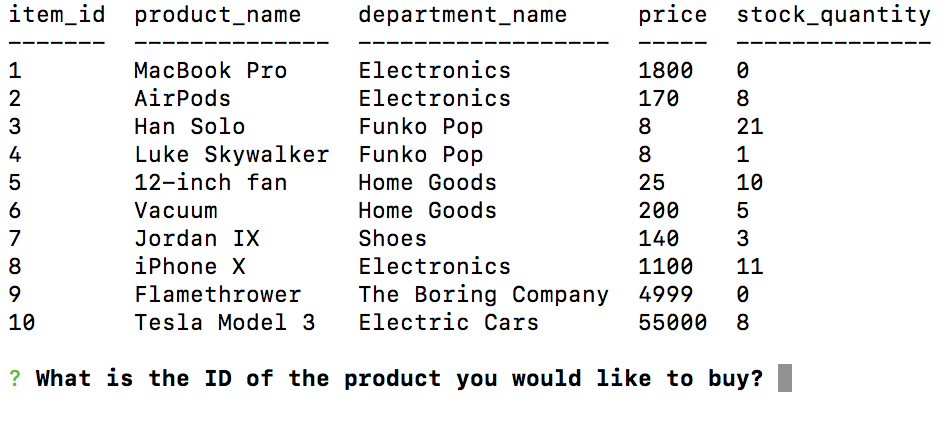 item_id  product_name    department_name     price  stock_quantity
-------  --------------  ------------------  -----  --------------
1        MacBook Pro     Electronics         1800   0
2        AirPods         Electronics         170    8
3        Han Solo        Funko Pop           8      21
4        Luke Skywalker  Funko Pop           8      1
5        12-inch fan     Home Goods          25     10
6        Vacuum          Home Goods          200    5
7        Jordan IX       Shoes               140    3
8        iPhone X        Electronics         1100   11
9        Flamethrower    The Boring Company  4999   0
10       Tesla Model 3   Electric Cars       55000  8
? What is the ID of the product you would like to buy?